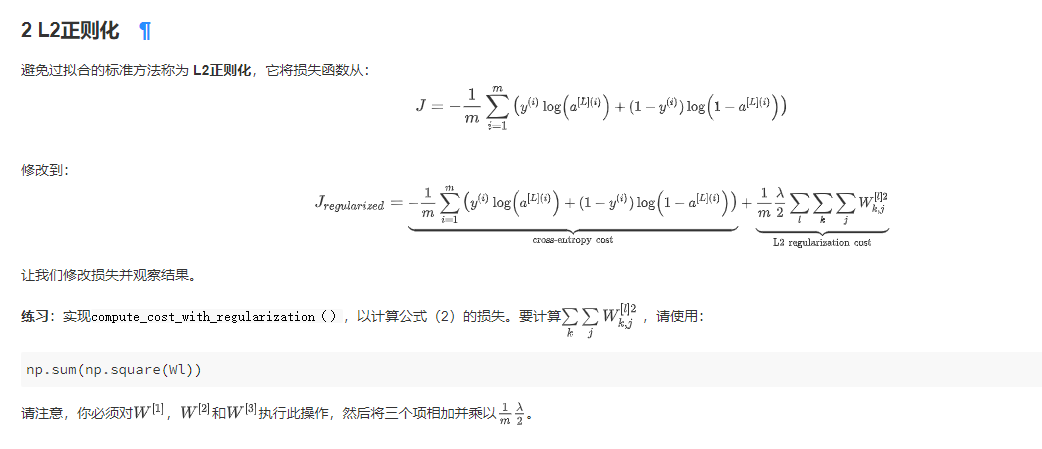 2 L2正则化 ¶
避免过拟合的标准方法称为 L2正则化，它将损失函数从：
$J = -\frac{1}{m} \sum_{i=1}^{m} \left( y^{(i)} \log\left(a^{[L](i)}\right) + (1 - y^{(i)}) \log\left(1 - a^{[L](i)}\right) \right)$
修改到：
$J_{regularized} = \underbrace{-\frac{1}{m} \sum_{i=1}^{m} \left( y^{(i)} \log\left(a^{[L](i)}\right) + (1 - y^{(i)}) \log\left(1 - a^{[L](i)}\right) \right)}_{\text{cross-entropy cost}} + \underbrace{\frac{1}{m} \frac{\lambda}{2} \sum_{l} \sum_{k} \sum_{j} W_{k,j}^{[l]2}}_{\text{L2 regularization cost}}$
让我们修改损失并观察结果。
练习：实现compute_cost_with_regularization（），以计算公式（2）的损失。要计算$\sum_{k} \sum_{j} W_{k,j}^{[l]2}$ ，请使用：
np.sum(np.square(Wl))
请注意，你必须对$W^{[1]}$，$W^{[2]}$和$W^{[3]}$执行此操作，然后将三个项相加并乘以$\frac{1}{m} \frac{\lambda}{2}$。